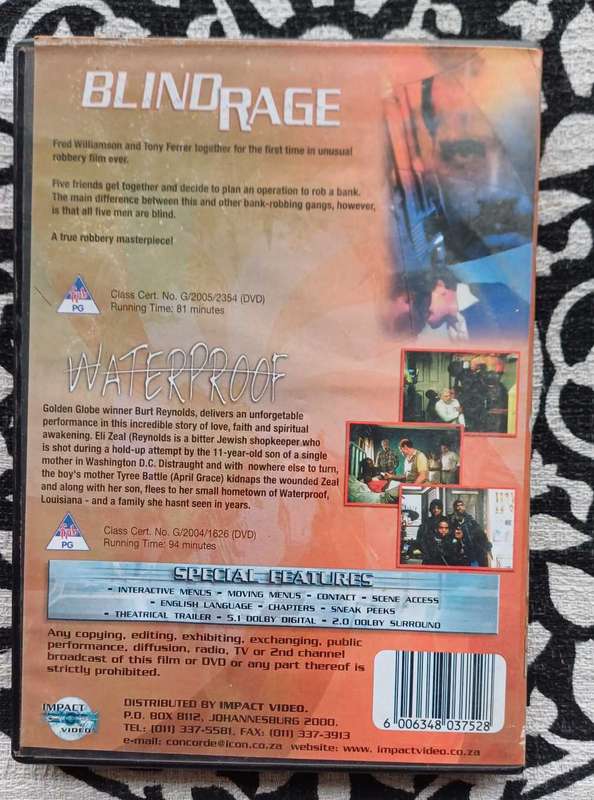 BLINDRAGE
Fred Williamson and Tony Ferrer together for the first time in unusual
robbery film ever.
Five friends get together and decide to plan an operation to rob a bank.
The main difference between this and other bank-robbing gangs, however,
is that all five men are blind.
A true robbery masterpiece!
PG
Class Cert. No. G/2005/2354 (DVD)
Running Time: 81 minutes
WATERPROOF
Golden Globe winner Burt Reynolds, delivers an unforgetable
performance in this incredible story of love, faith and spiritual
awakening. Eli Zeal (Reynolds is a bitter Jewish shopkeeper who
is shot during a hold-up attempt by the 11-year-old son of a single
mother in Washington D.C. Distraught and with nowhere else to turn,
the boy's mother Tyree Battle (April Grace) kidnaps the wounded Zeal
and along with her son, flees to her small hometown of Waterproof,
Louisiana - and a family she hasnt seen in years.
PG
Class Cert. No. G/2004/1626 (DVD)
Running Time: 94 minutes
SPECIAL FEATURES
- INTERACTIVE MENUS - MOVING MENUS - CONTACT - SCENE ACCESS
- ENGLISH LANGUAGE - CHAPTERS - SNEAK PEEKS
- THEATRICAL TRAILER - 5.1 DOLBY DIGITAL - 2.0 DOLBY SURROUND
Any copying, editing, exhibiting, exchanging, public
performance, diffusion, radio, TV or 2nd channel
broadcast of this film or DVD or any part thereof is
strictly prohibited.
IMPACT
VIDEO
DISTRIBUTED BY IMPACT VIDEO.
P.O. BOX 8112, JOHANNESBURG 2000.
TEL: (011) 337-5581, FAX: (011) 337-3913
e-mail: concorde@icon.co.za website: www.impactvideo.co.za
6 006348 037528